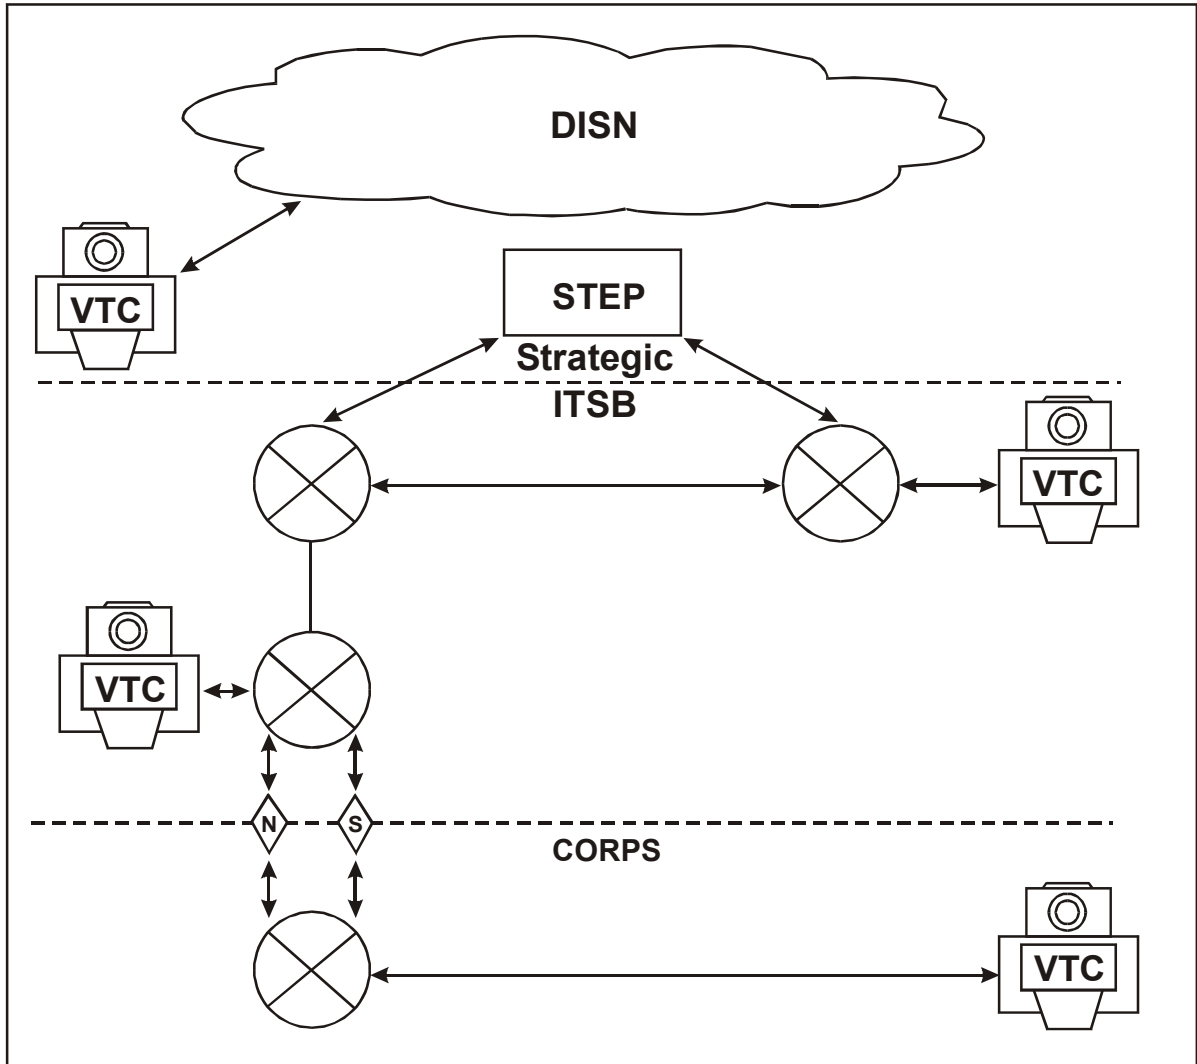 DISN
VTC
STEP
Strategic
ITSB
VTC
VTC
N
S
CORPS
VTC